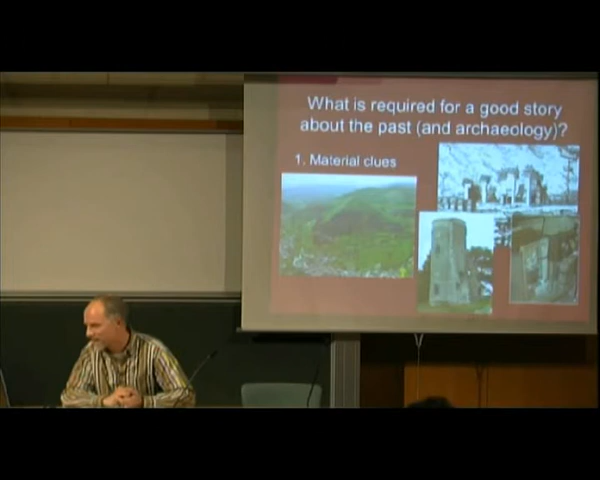 What is required for a good story
about the past (and archaeology)?
1. Material clues